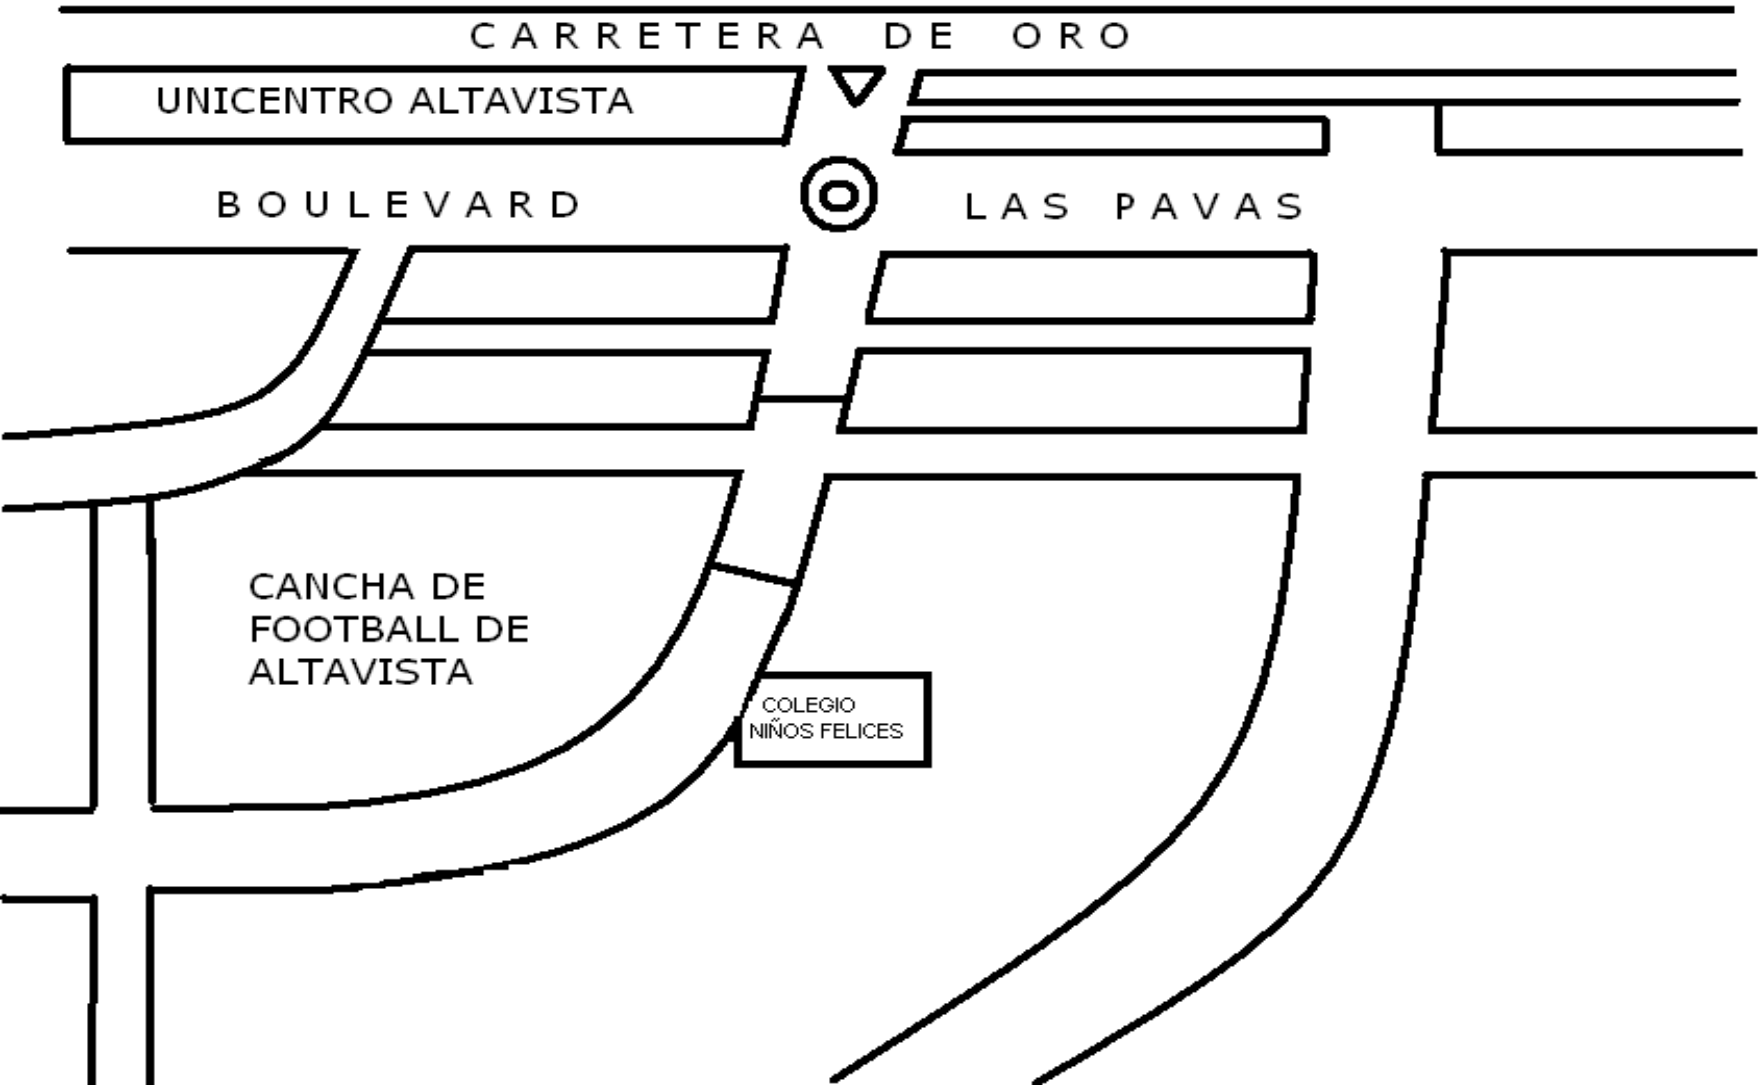 CARRETERA DE ORO
UNICENTRO ALTAVISTA
BOULEVARD LAS PAVAS
CANCHA DE
FOOTBALL DE
ALTAVISTA
COLEGIO
NIÑOS FELICES